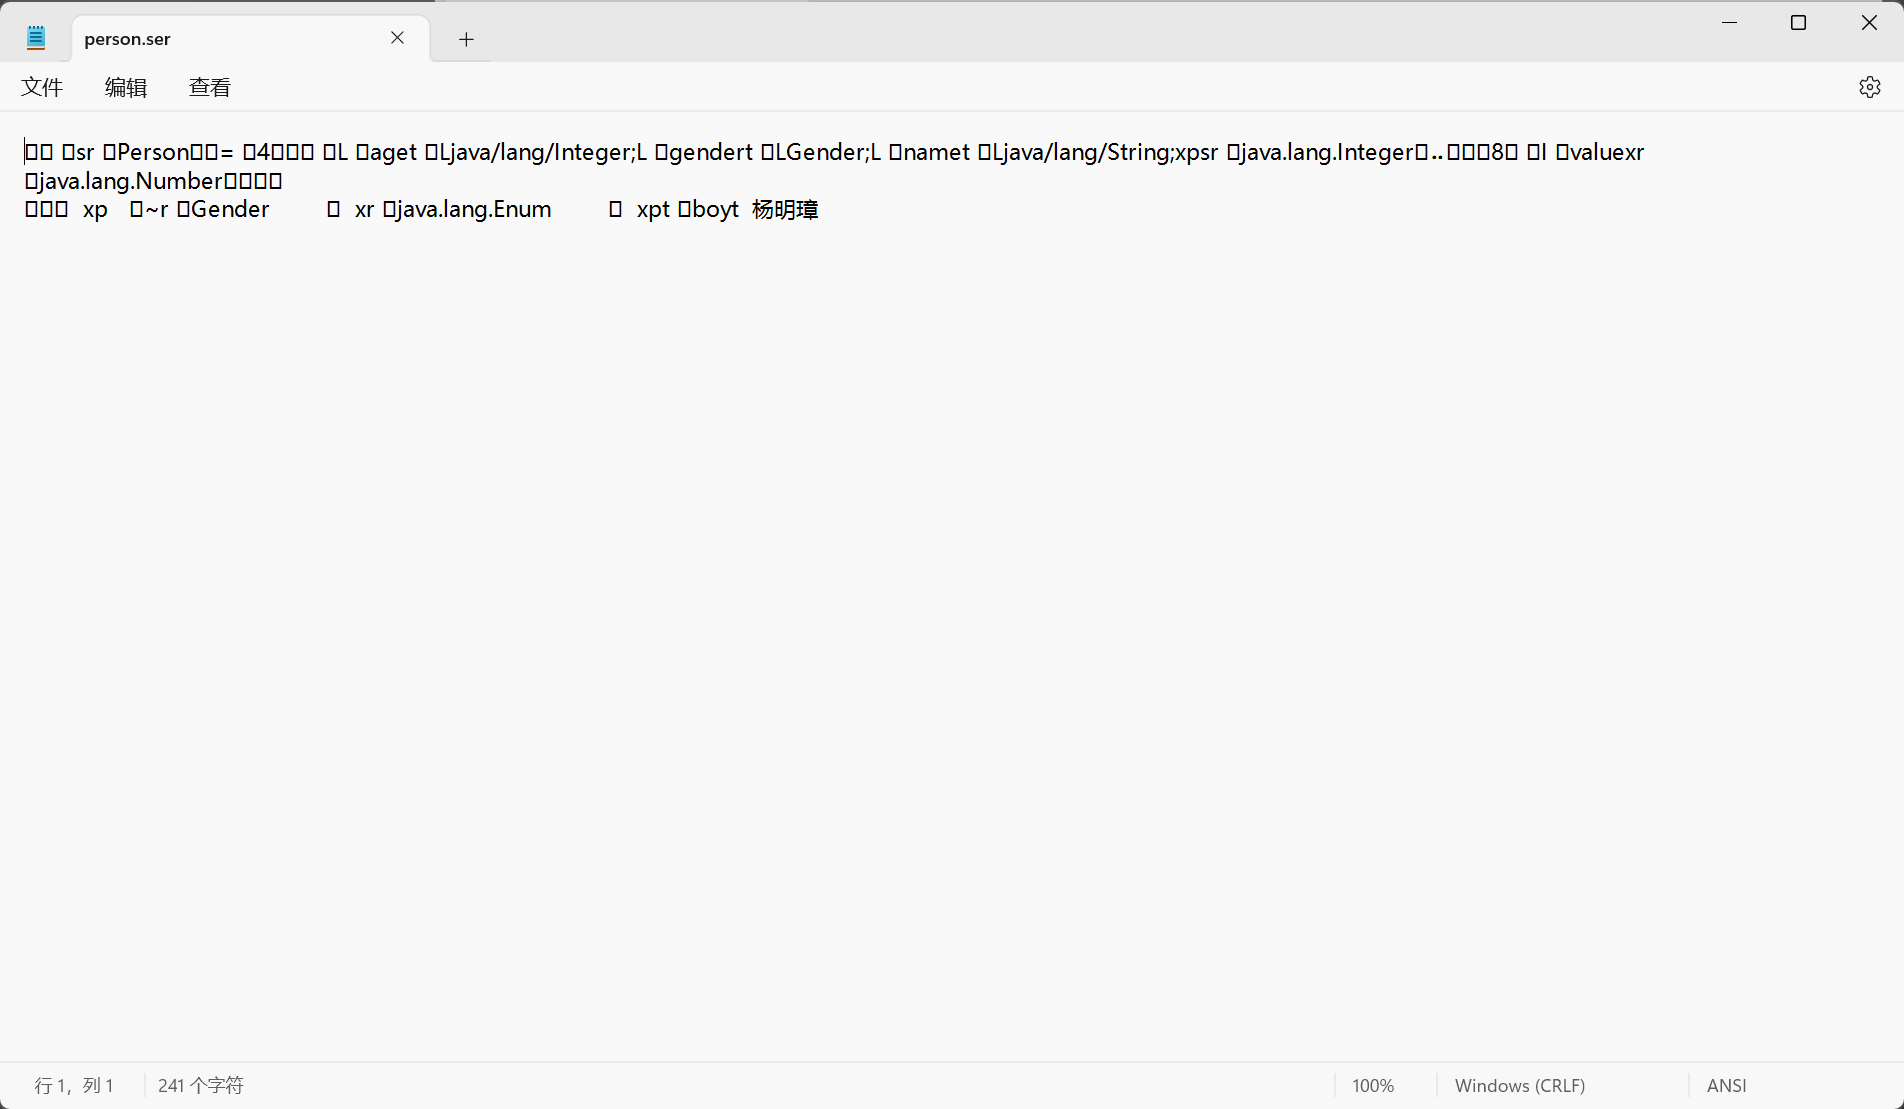 person.ser
文件 编辑 查看
▯▯ ▯sr ▯Person▯▯= ▯4▯▯▯ ▯L ▯aget ▯Ljava/lang/Integer;L ▯gendert ▯LGender;L ▯namet ▯Ljava/lang/String;xpsr ▯java.lang.Integer▯‥▯▯▯8▯ ▯I ▯valuexr
▯java.lang.Number▯▯▯▯
▯▯▯ xp ▯~r ▯Gender ▯ xr ▯java.lang.Enum ▯ xpt ▯boyt 杨明璋
行 1，列 1 241 个字符 100% Windows (CRLF) ANSI